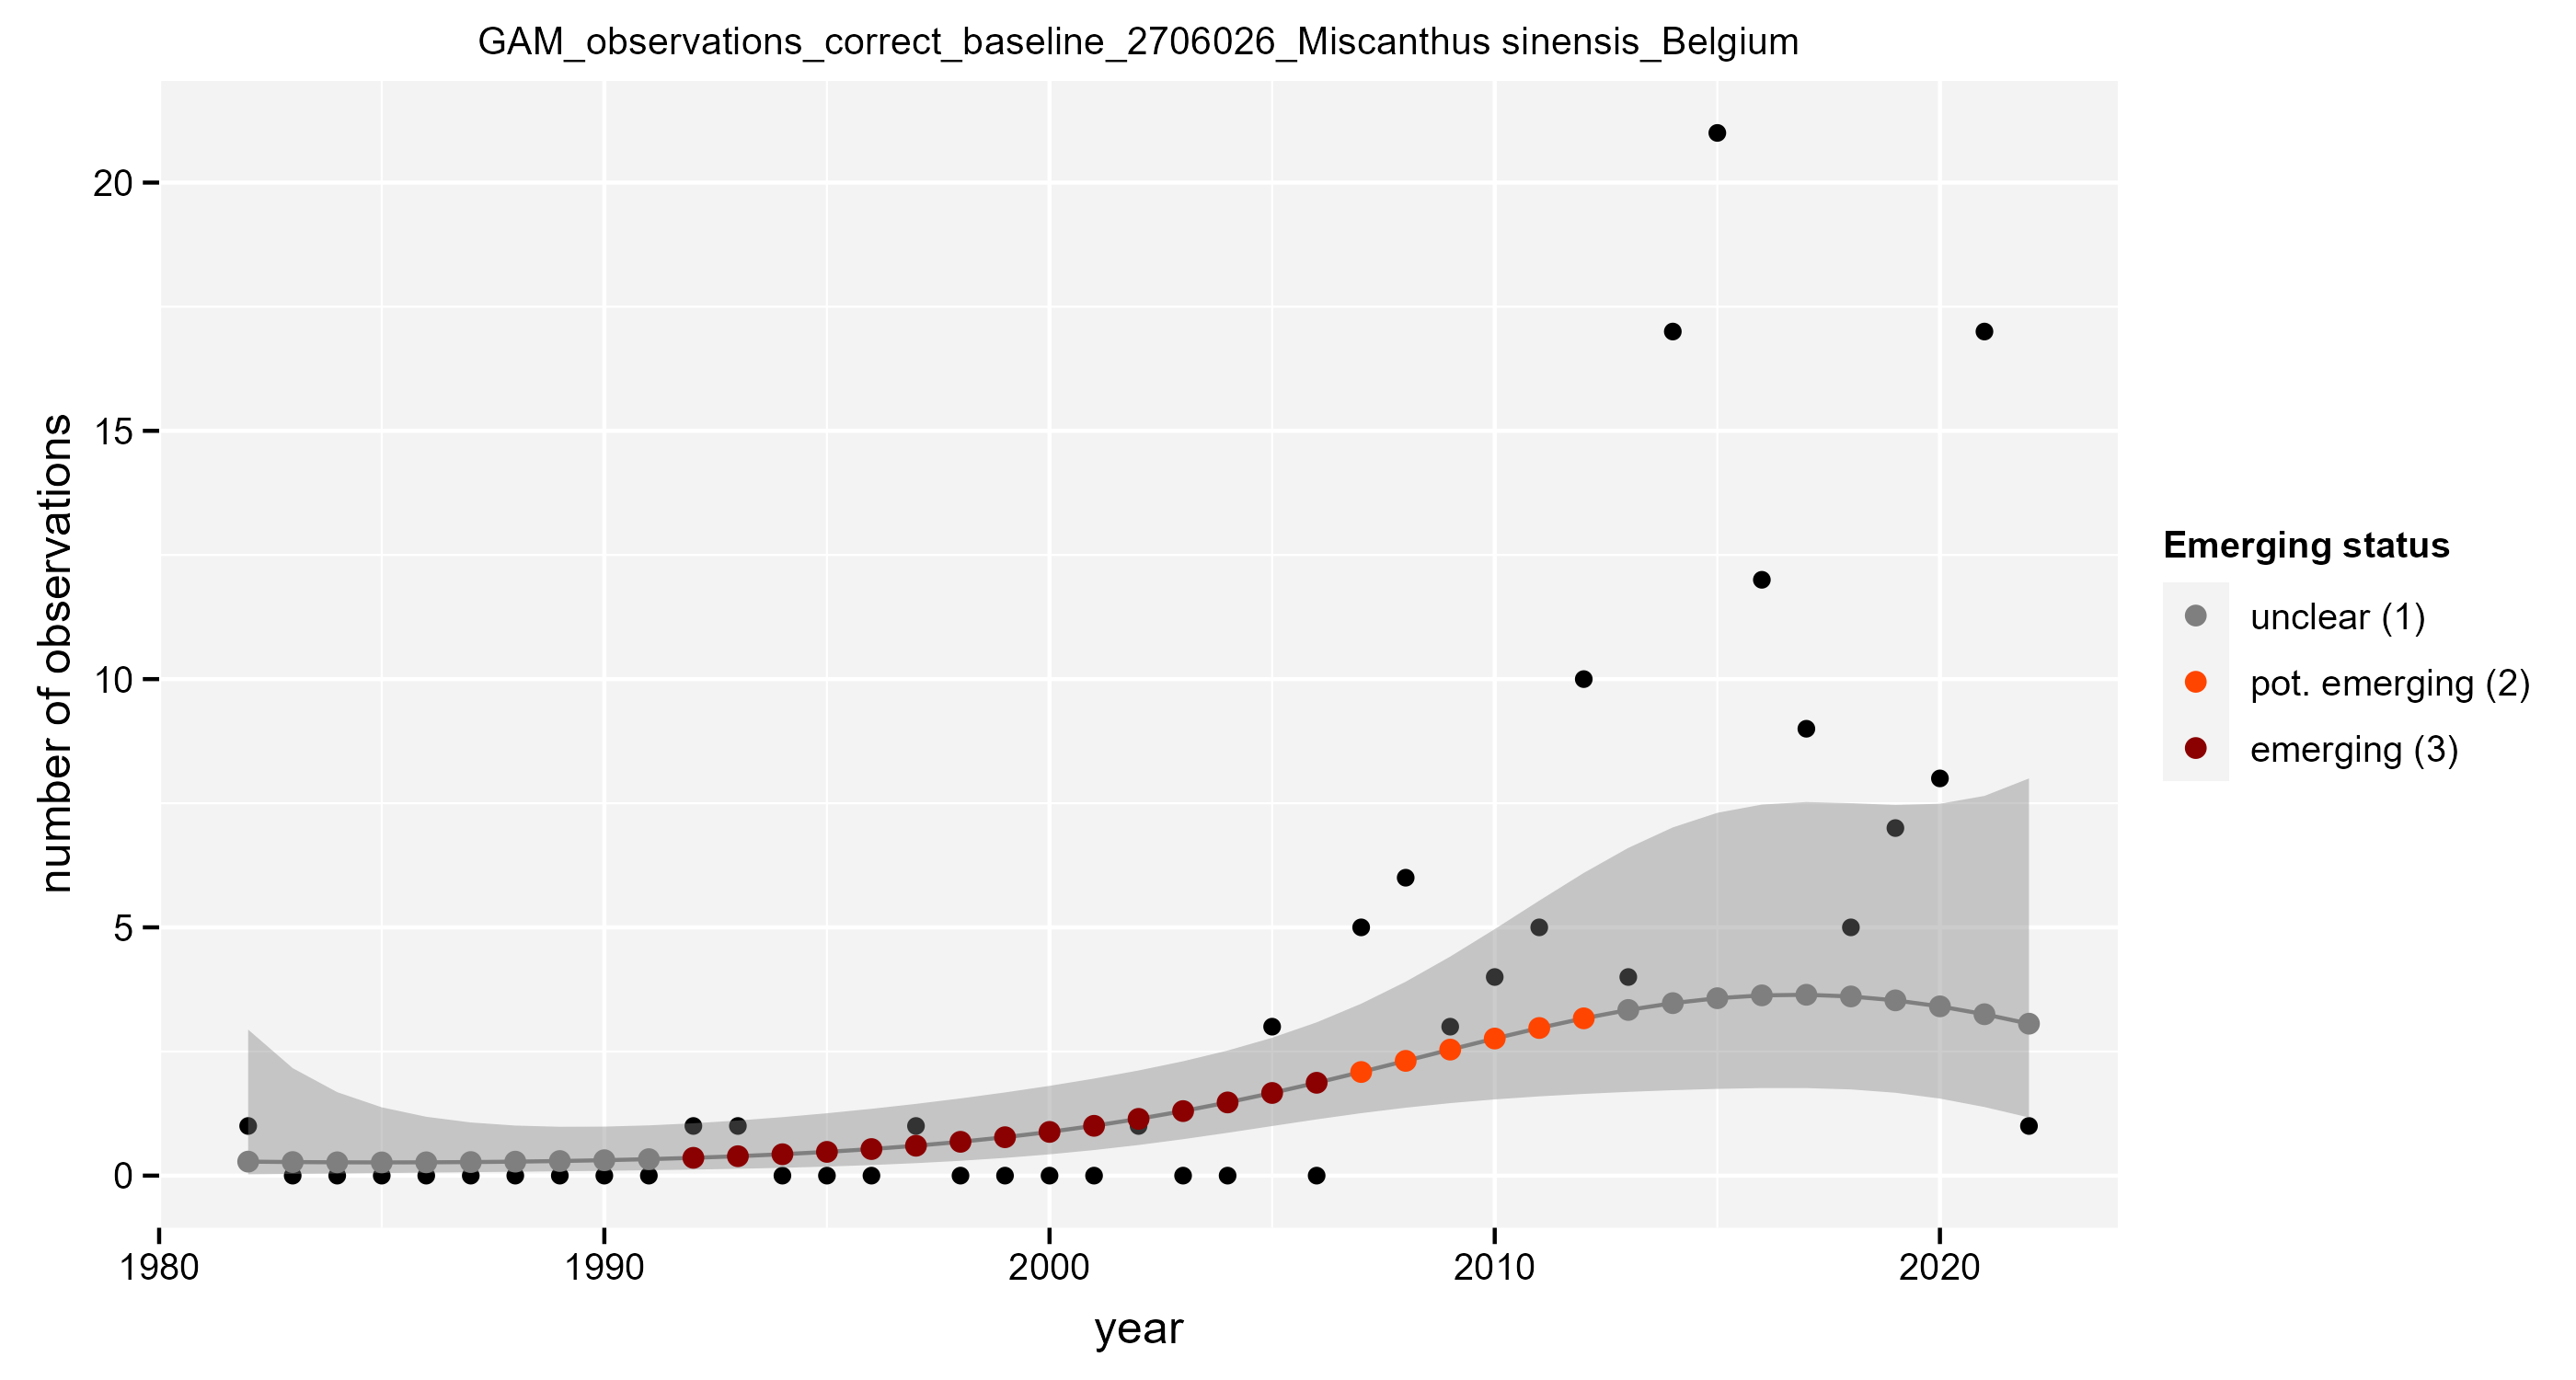 GAM_observations_correct_baseline_2706026_Miscanthus sinensis_Belgium
number of observations
20
15
10
5
0
1980 1990 2000 2010 2020
year
Emerging status
unclear (1)
pot. emerging (2)
emerging (3)